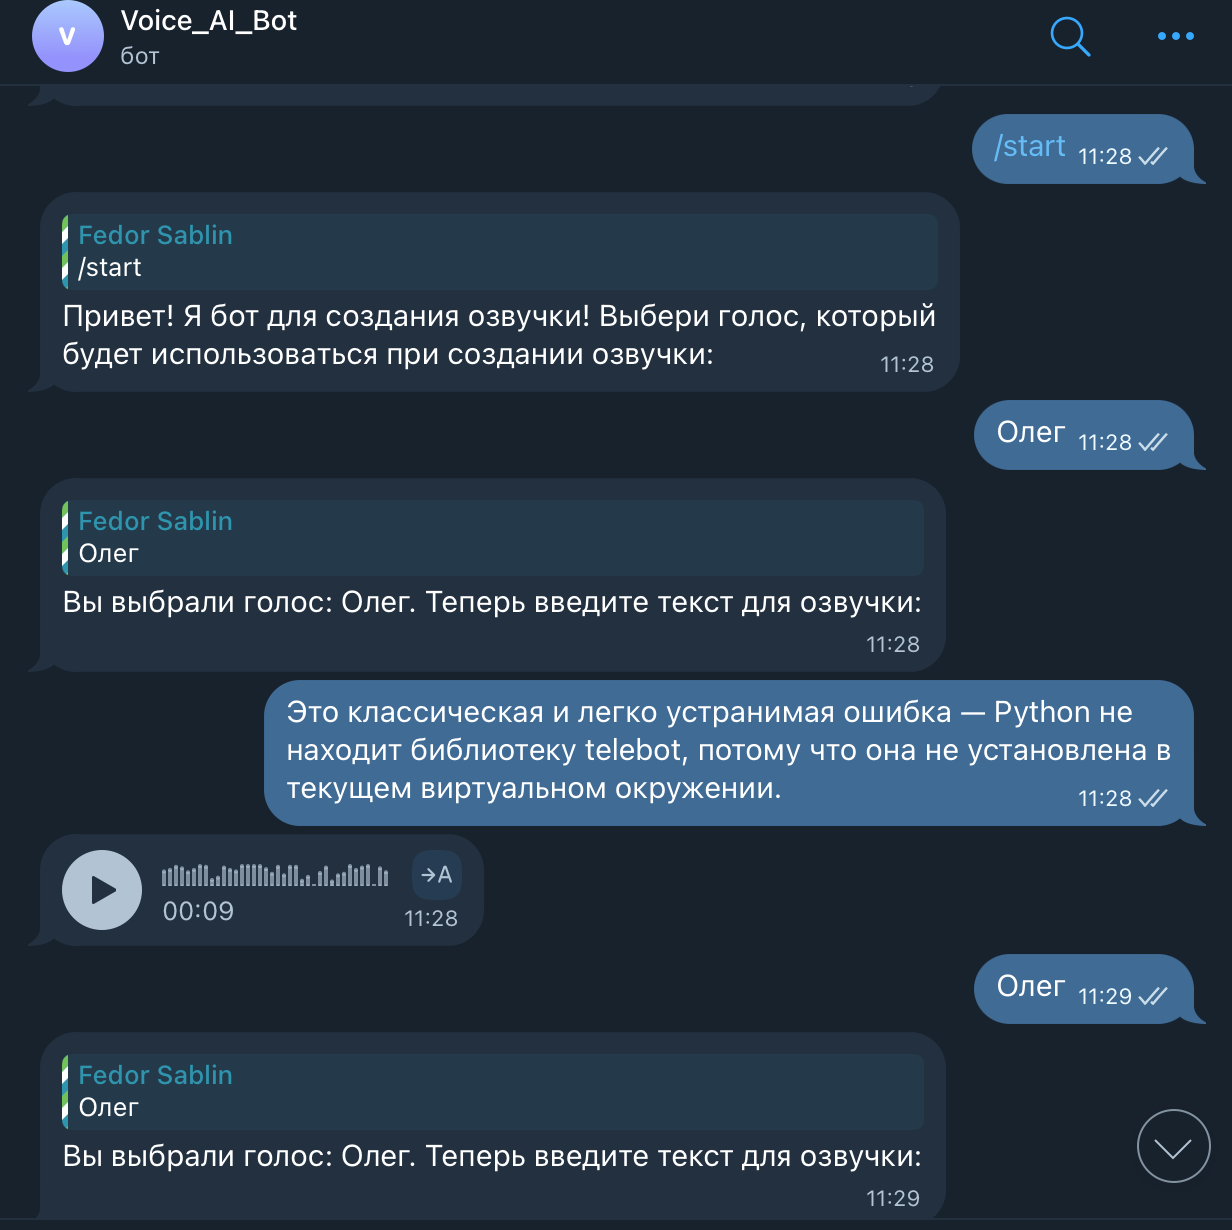 V
Voice_AI_Bot
бот
/start 11:28
Fedor Sablin
/start
Привет! Я бот для создания озвучки! Выбери голос, который
будет использоваться при создании озвучки:
11:28
Олег 11:28
Fedor Sablin
Олег
Вы выбрали голос: Олег. Теперь введите текст для озвучки:
11:28
Это классическая и легко устранимая ошибка — Python не
находит библиотеку telebot, потому что она не установлена в
текущем виртуальном окружении.
11:28
→A
00:09
11:28
Олег 11:29
Fedor Sablin
Олег
Вы выбрали голос: Олег. Теперь введите текст для озвучки:
11:29